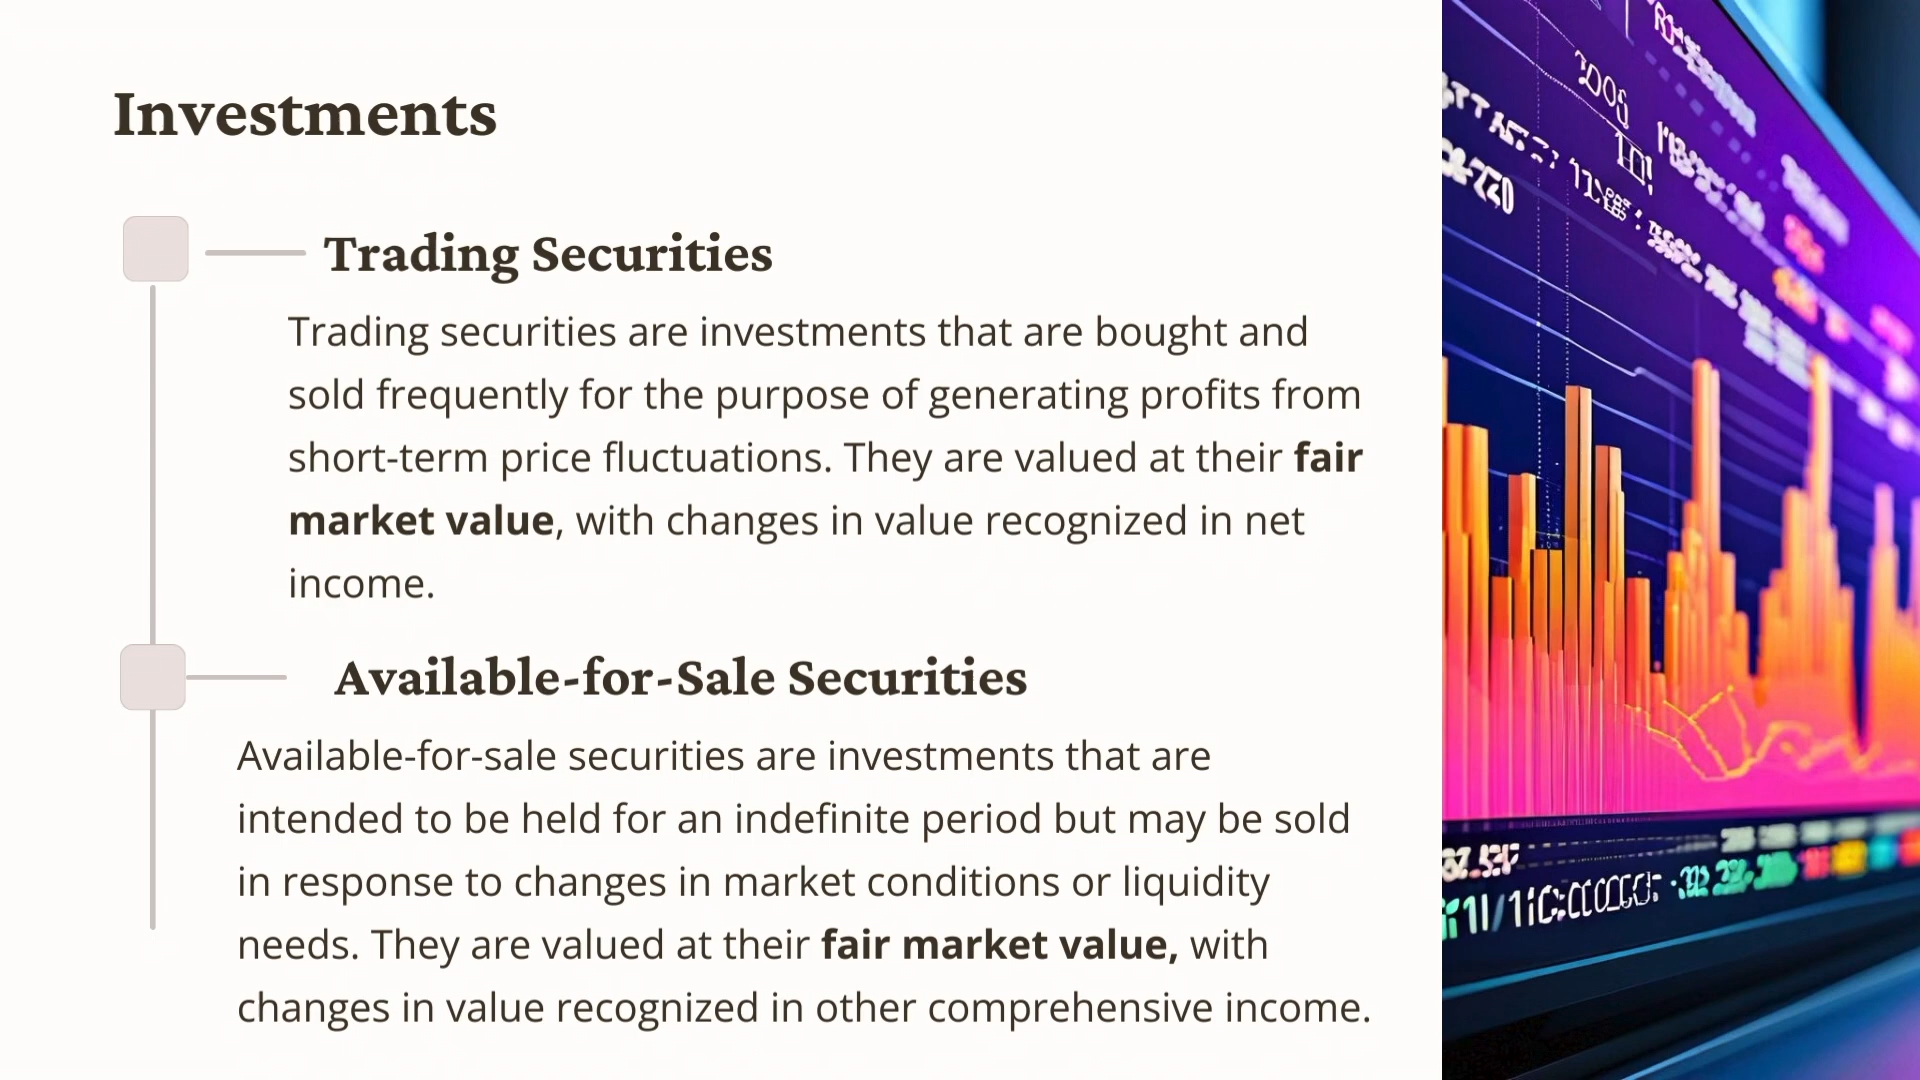 Investments
Trading Securities
Trading securities are investments that are bought and
sold frequently for the purpose of generating profits from
short-term price fluctuations. They are valued at their fair
market value, with changes in value recognized in net
income.
Available-for-Sale Securities
Available-for-sale securities are investments that are
intended to be held for an indefinite period but may be sold
in response to changes in market conditions or liquidity
needs. They are valued at their fair market value, with
changes in value recognized in other comprehensive income.